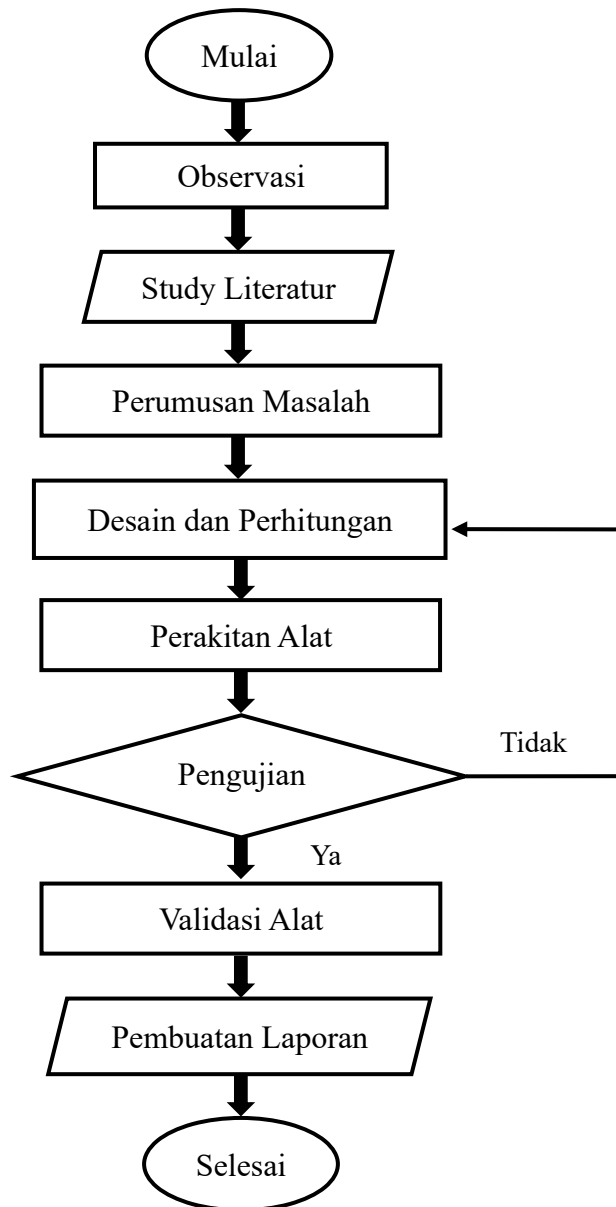 Mulai
Observasi
Study Literatur
Perumusan Masalah
Desain dan Perhitungan
Perakitan Alat
Pengujian
Tidak
Ya
Validasi Alat
Pembuatan Laporan
Selesai